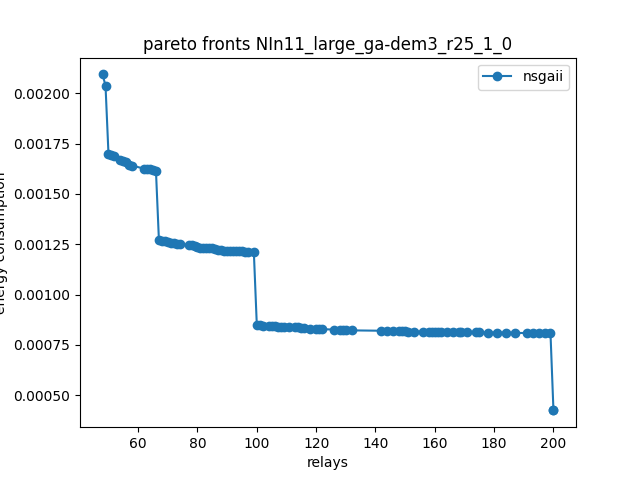 pareto fronts NIn11_large_ga-dem3_r25_1_0
nsgaii
0.00200
0.00175
0.00150
0.00125
0.00100
0.00075
0.00050
energy consumption
60 80 100 120 140 160 180 200
relays